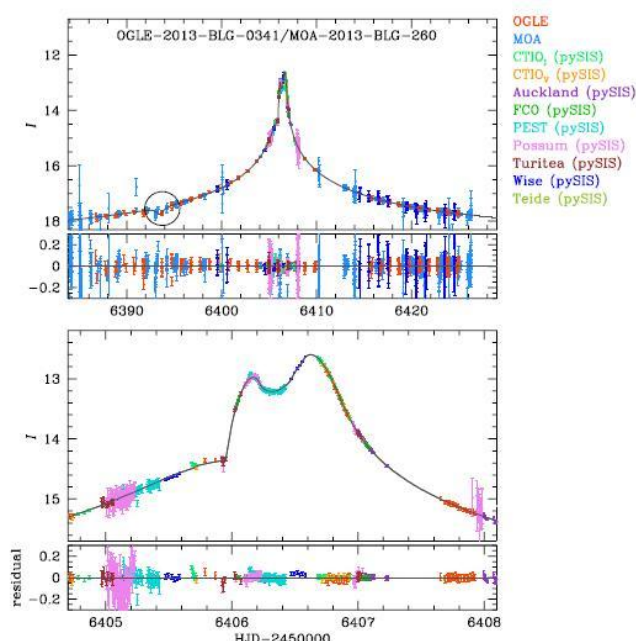 OGLE-2013-BLG-0341/MOA-2013-BLG-260
12
14
I
16
18
0.2
0
-0.2
6390 6400 6410 6420
OGLE
MOA
CTIO_I (pySIS)
CTIO_V (pySIS)
Auckland (pySIS)
FCO (pySIS)
PEST (pySIS)
Possum (pySIS)
Turitea (pySIS)
Wise (pySIS)
Teide (pySIS)
13
I
14
15
residual
0.2
0
-0.2
6405 6406 6407 6408
HJD-2450000